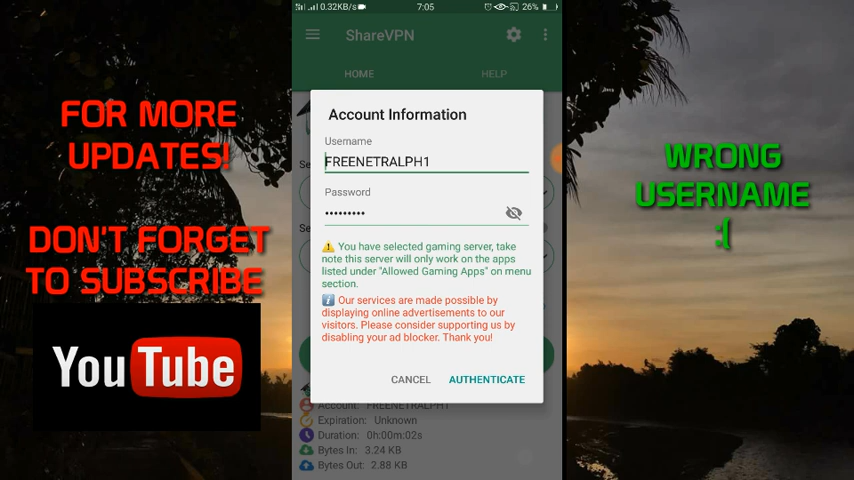 FOR MORE
UPDATES!
DON'T FORGET
TO SUBSCRIBE
YouTube
0.32KB/s
7:05
26%
ShareVPN
HOME
HELP
Account Information
Username
FREENETRALPH1
Password
•••••••••
⚠️ You have selected gaming server, take
note this server will only work on the apps
listed under "Allowed Gaming Apps" on menu
section.
ℹ️ Our services are made possible by
displaying online advertisements to our
visitors. Please consider supporting us by
disabling your ad blocker. Thank you!
CANCEL
AUTHENTICATE
Account: FREENETRALPH1
Expiration: Unknown
Duration: 0h:00m:02s
Bytes In: 3.24 KB
Bytes Out: 2.88 KB
WRONG
USERNAME
:(